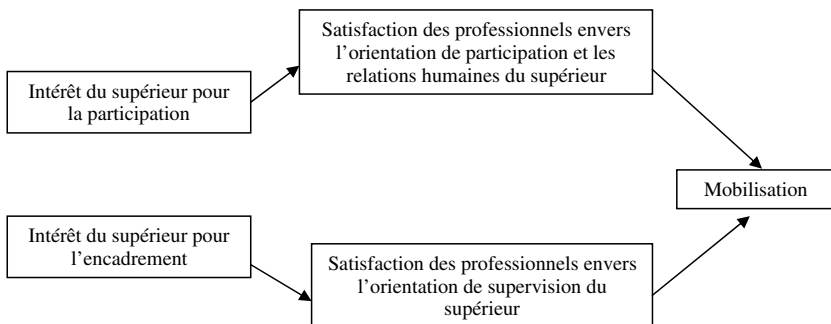 Satisfaction des professionnels envers
l'orientation de participation et les
relations humaines du supérieur
Intérêt du supérieur pour
la participation
Mobilisation
Intérêt du supérieur pour
l'encadrement
Satisfaction des professionnels envers
l'orientation de supervision du
supérieur